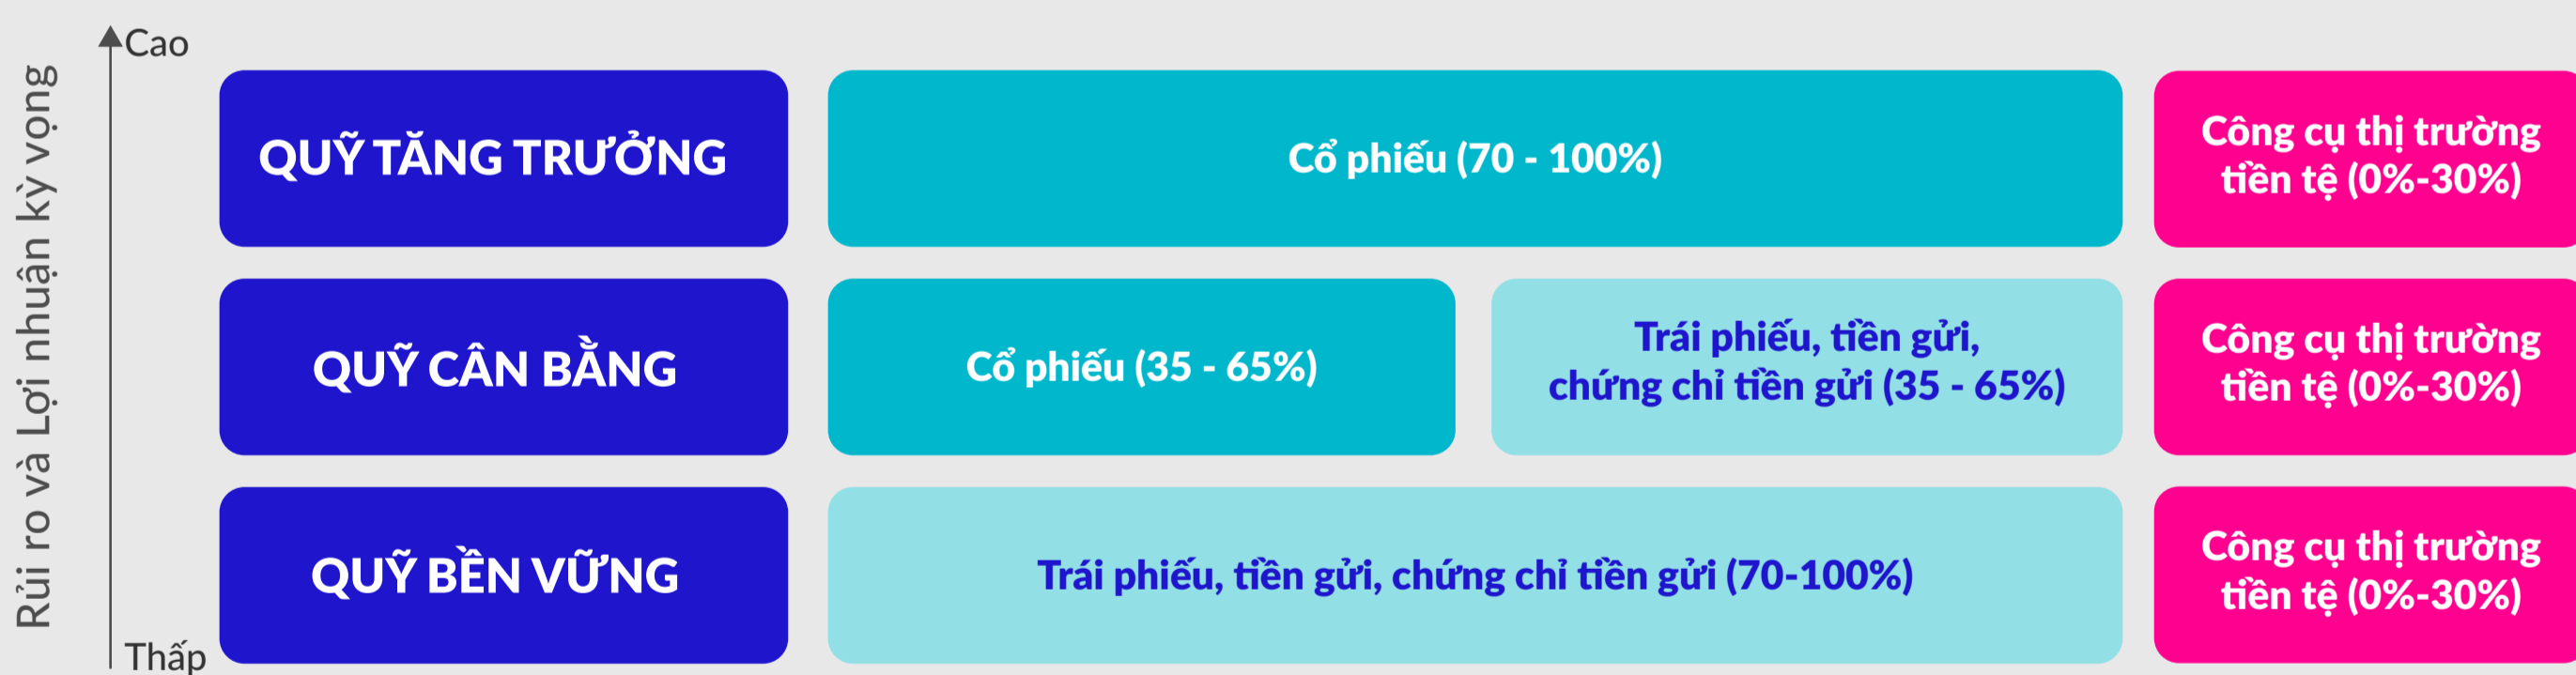 Rủi ro và Lợi nhuận kỳ vọng
Cao
QUỸ TĂNG TRƯỞNG
Cổ phiếu (70 - 100%)
Công cụ thị trường
tiền tệ (0%-30%)
QUỸ CÂN BẰNG
Cổ phiếu (35 - 65%)
Trái phiếu, tiền gửi,
chứng chỉ tiền gửi (35 - 65%)
Công cụ thị trường
tiền tệ (0%-30%)
QUỸ BỀN VỮNG
Trái phiếu, tiền gửi, chứng chỉ tiền gửi (70-100%)
Công cụ thị trường
tiền tệ (0%-30%)
Thấp